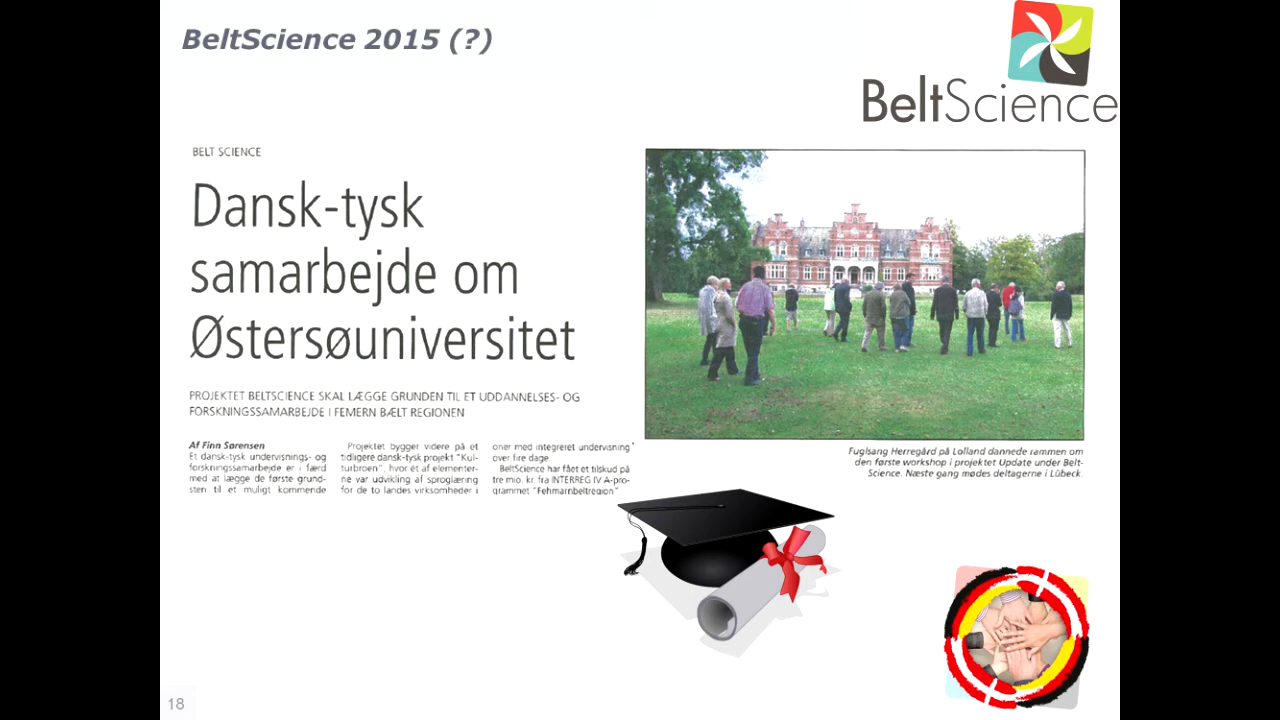 BeltScience 2015 (?)
BeltScience
BELT SCIENCE
Dansk-tysk
samarbejde om
Østersøuniversitet
PROJEKTET BELTSCIENCE SKAL LÆGGE GRUNDEN TIL ET UDDANNELSES- OG
FORSKNINGSSAMARBEJDE I FEMERN BÆLT REGIONEN
Af Finn Sørensen
Et dansk-tysk undervisnings- og
forskningssamarbejde er i færd
med at lægge de første grund-
sten til et muligt kommende
Projektet bygger videre på et
tidligere dansk-tysk projekt "Kul-
turbroen", hvor ét af elementer-
ne var udvikling af sproglæring
for de to landes virksomheder i
oner med integreret undervisning
over fire dage
BeltScience har fået et tilskud på
tre mio. kr. fra INTERREG IV A-pro-
grammet "Fehmarnbeltregion"
Fuglsang Herregård på Lolland dannede rammen om
den første workshop i projektet Update under Belt-
Science. Næste gang mødes deltagerne i Lübeck.
18